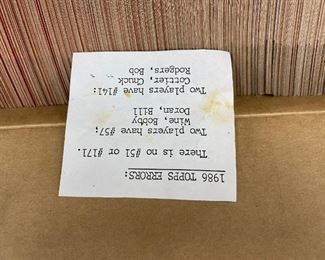 1986 TOPPS ERRORS:
There is no #51 or #171.
Two players have #57;
Wine, Bobby
Doran, Bill
Two players have #141:
Cottier, Chuck
Rodgers, Bob